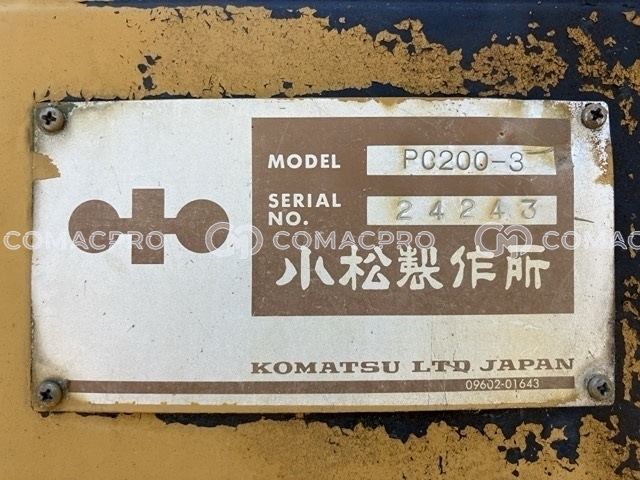 MODEL PC200-3
SERIAL NO. 24243
COMACPRO COMACPRO COMACPRO
小松製作所
KOMATSU LTD. JAPAN
09602-01643